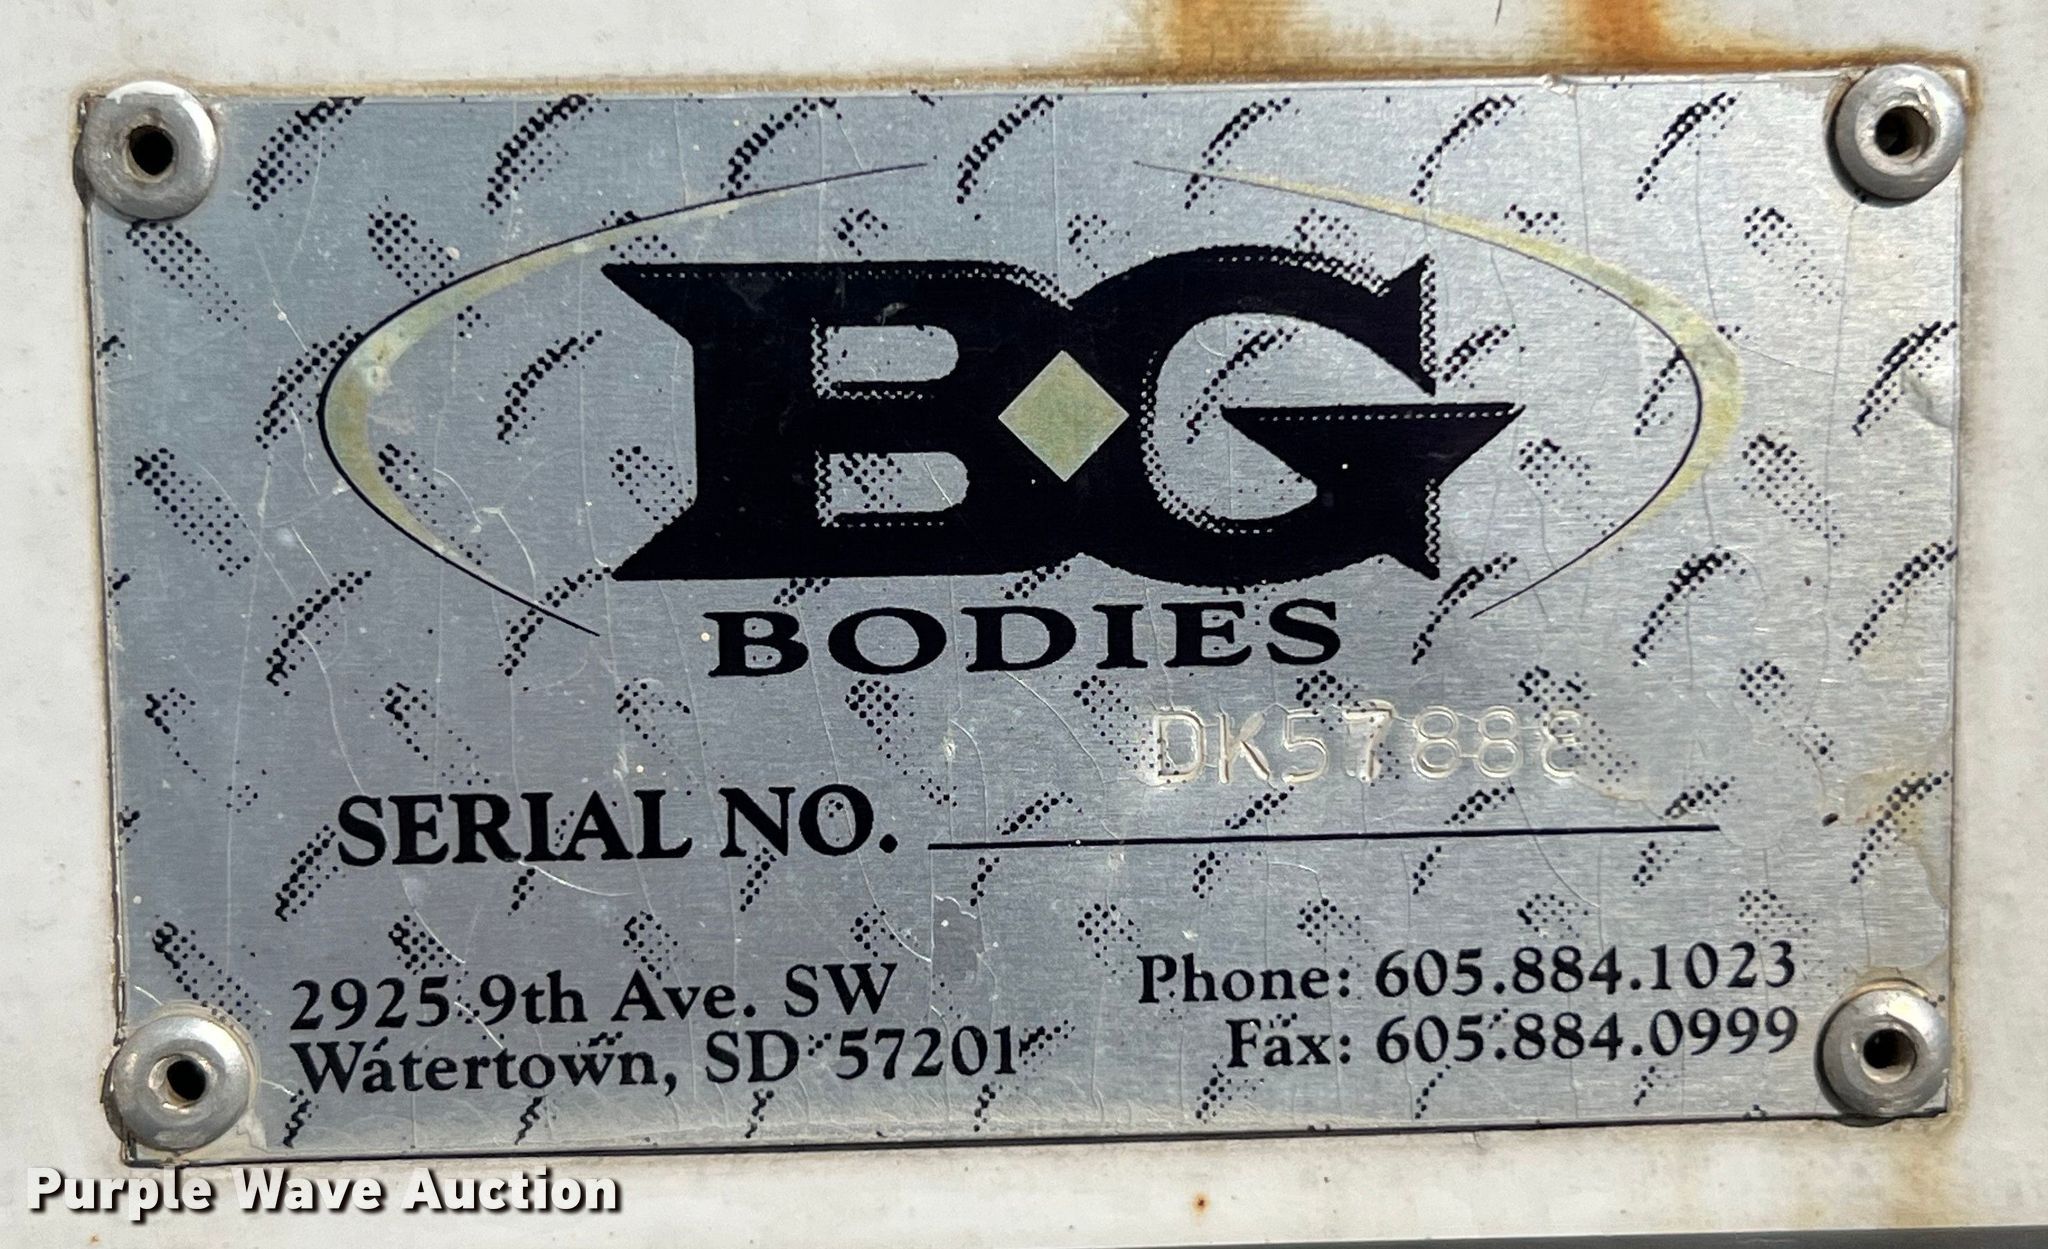 BG
BODIES
DK57888
SERIAL NO.
2925 9th Ave. SW
Watertown, SD 57201
Phone: 605.884.1023
Fax: 605.884.0999
Purple Wave Auction